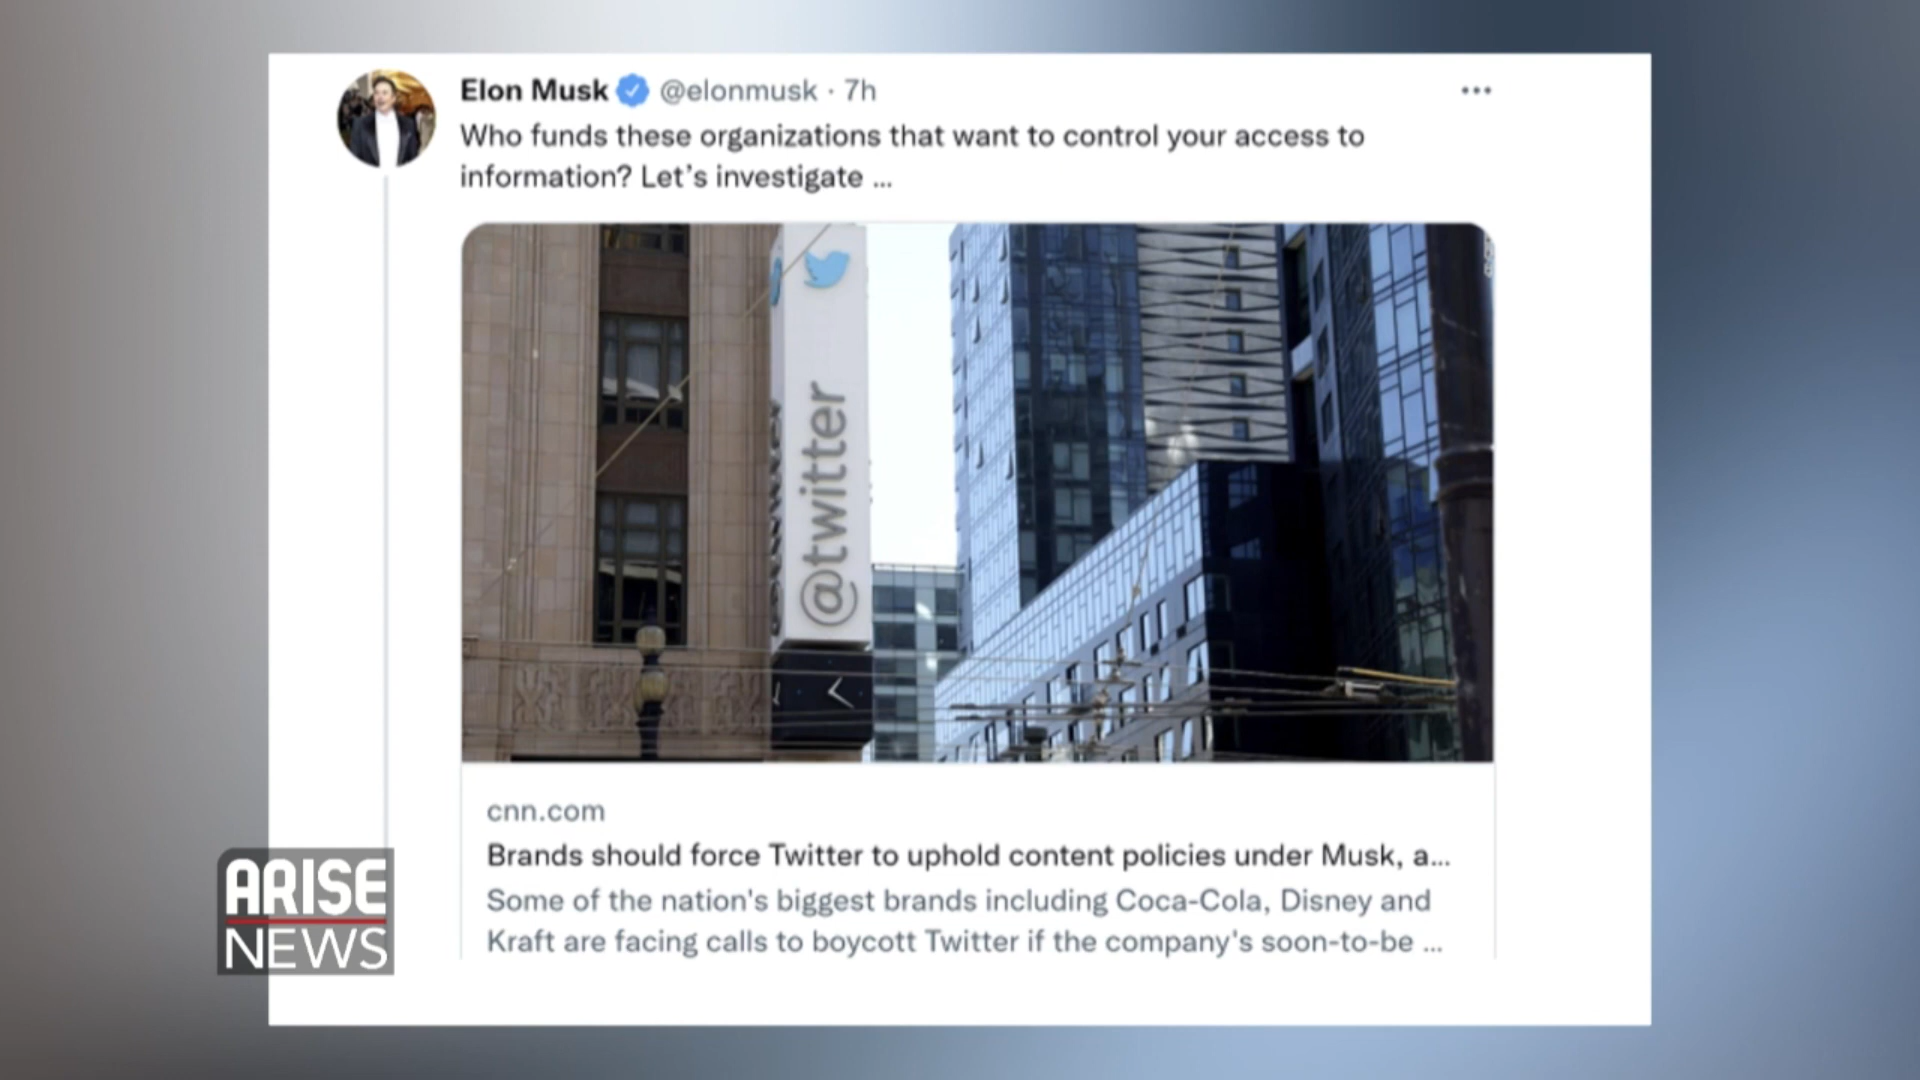 Elon Musk @elonmusk · 7h
Who funds these organizations that want to control your access to
information? Let's investigate ...
@twitter
cnn.com
Brands should force Twitter to uphold content policies under Musk, a...
Some of the nation's biggest brands including Coca-Cola, Disney and
Kraft are facing calls to boycott Twitter if the company's soon-to-be ...
ARISE
NEWS